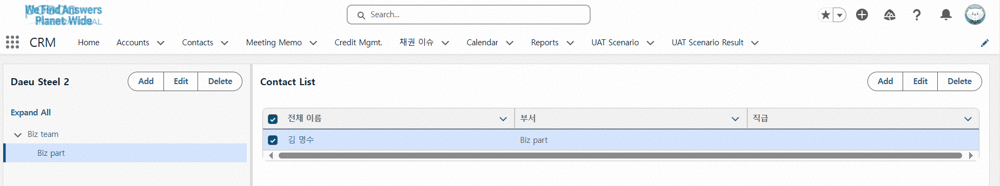 We Find Answers
Planet Wide
Search...
CRM
Home
Accounts
Contacts
Meeting Memo
Credit Mgmt.
채권 이슈
Calendar
Reports
UAT Scenario
UAT Scenario Result
Daeu Steel 2
Add
Edit
Delete
Expand All
Biz team
Biz part
Contact List
Add
Edit
Delete
전체 이름
부서
직급
김 명수
Biz part